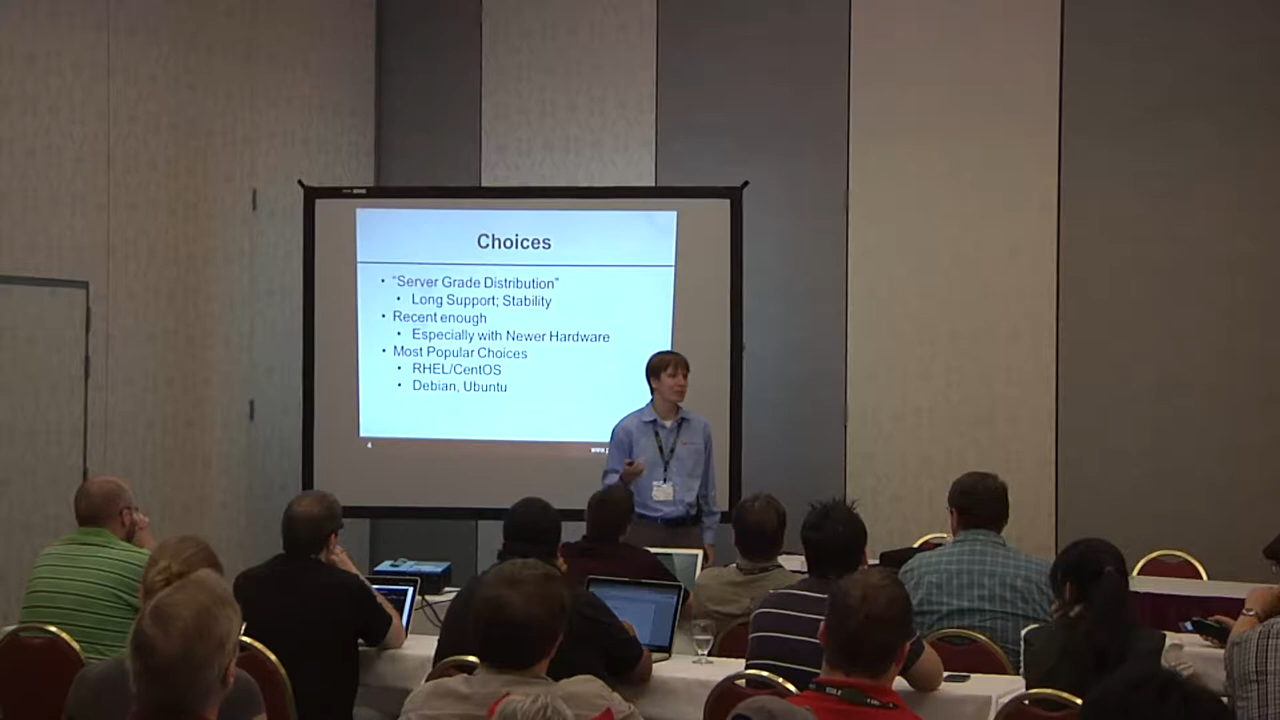 Choices
• "Server Grade Distribution"
• Long Support; Stability
• Recent enough
• Especially with Newer Hardware
• Most Popular Choices
• RHEL/CentOS
• Debian, Ubuntu
4